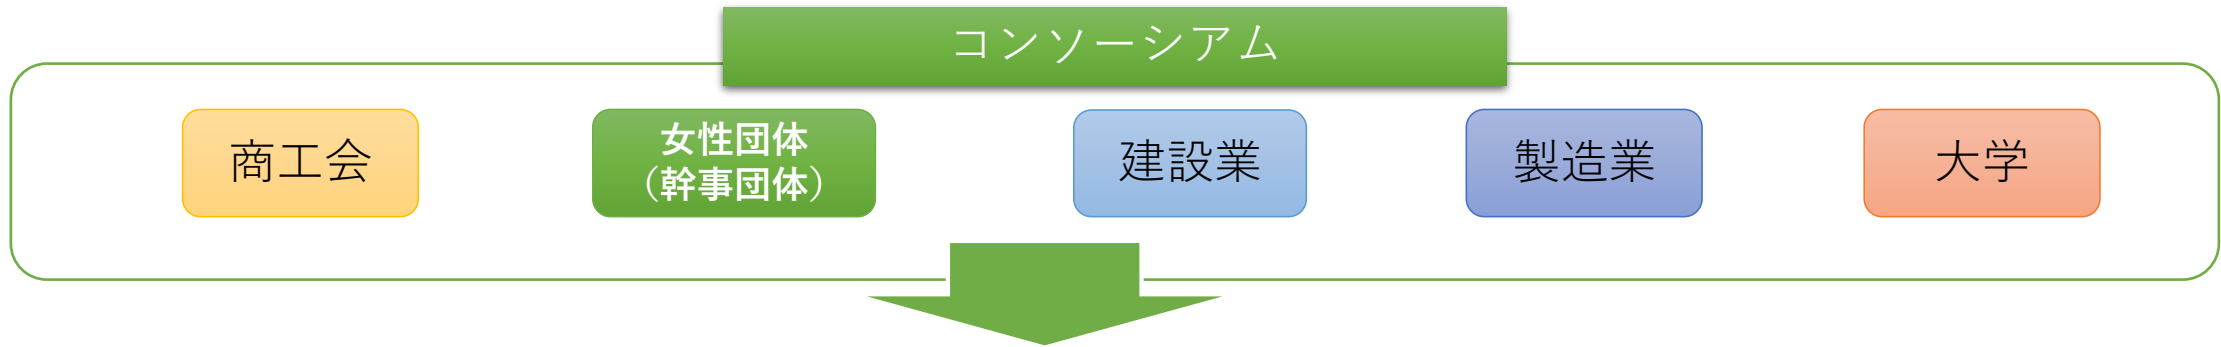 コンソーシアム
商工会
女性団体
（幹事団体）
建設業
製造業
大学